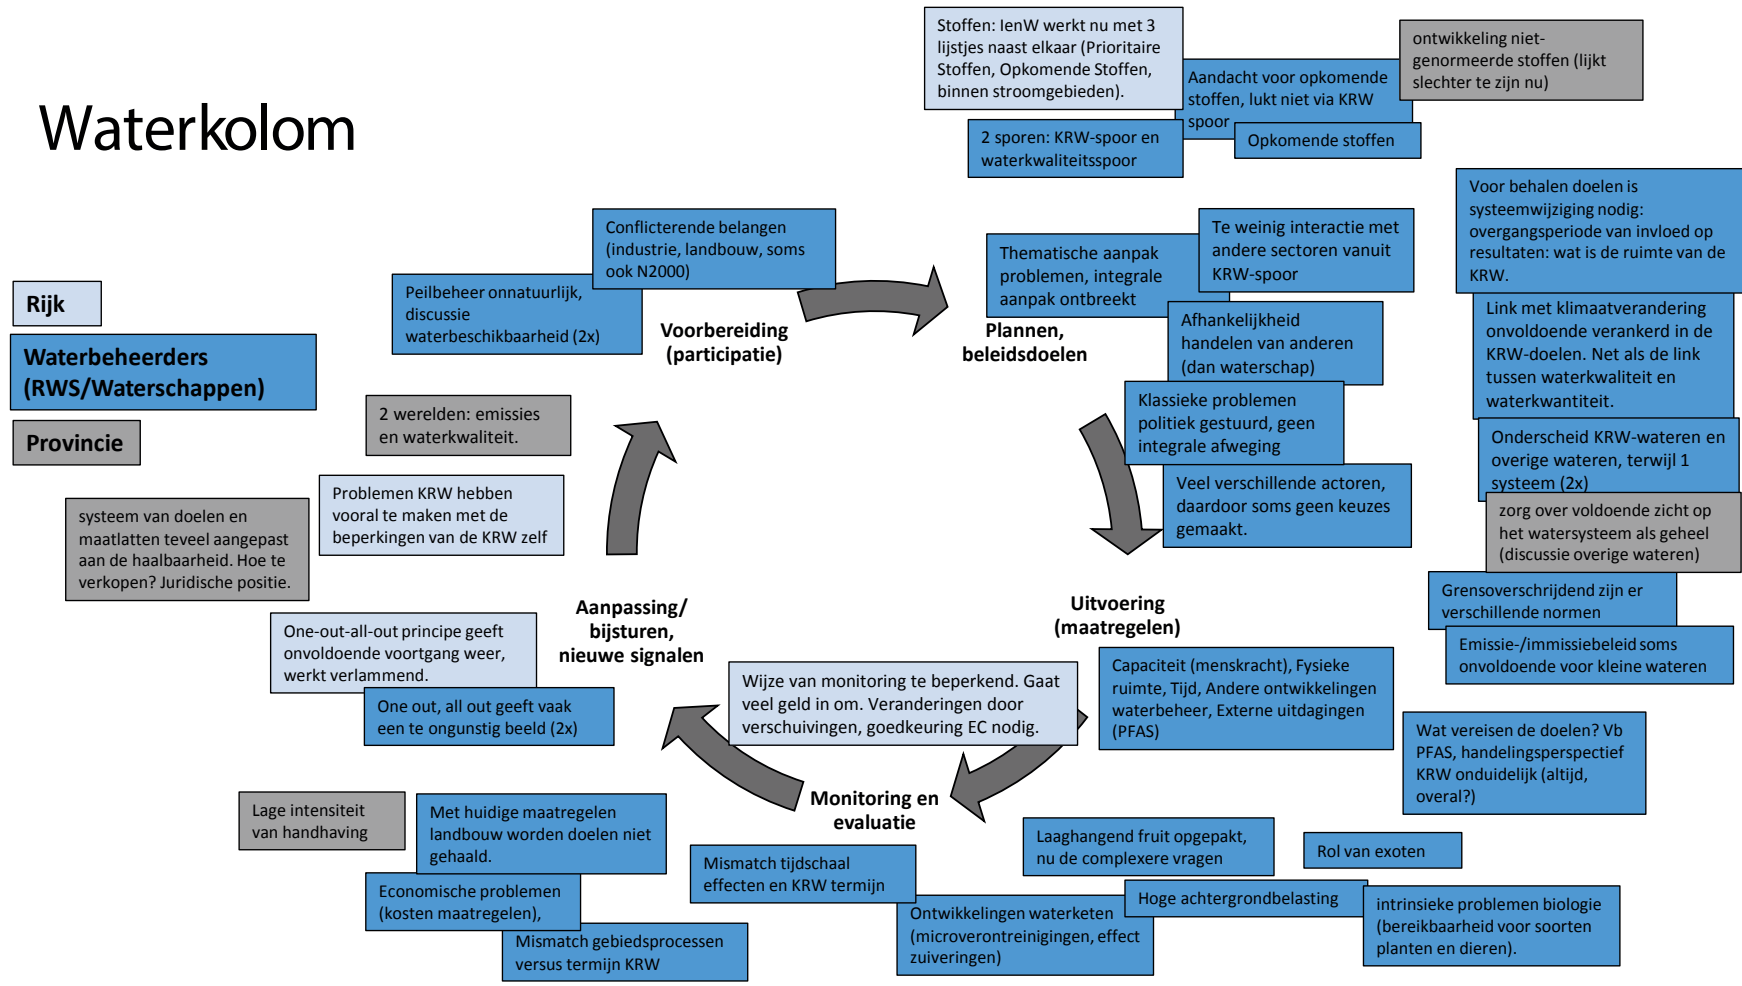 Waterkolom
Rijk
Waterbeheerders
(RWS/Waterschappen)
Provincie
Stoffen: IenW werkt nu met 3
lijstjes naast elkaar (Prioritaire
Stoffen, Opkomende Stoffen,
binnen stroomgebieden).
Aandacht voor opkomende
stoffen, lukt niet via KRW
spoor
ontwikkeling niet-
genormeerde stoffen (lijkt
slechter te zijn nu)
2 sporen: KRW-spoor en
waterkwaliteitsspoor
Opkomende stoffen
Conflicterende belangen
(industrie, landbouw, soms
ook N2000)
Peilbeheer onnatuurlijk,
discussie
waterbeschikbaarheid (2x)
Voorbereiding
(participatie)
Thematische aanpak
problemen, integrale
aanpak ontbreekt
Te weinig interactie met
andere sectoren vanuit
KRW-spoor
Plannen,
beleidsdoelen
Afhankelijkheid
handelen van anderen
(dan waterschap)
Klassieke problemen
politiek gestuurd, geen
integrale afweging
Veel verschillende actoren,
daardoor soms geen keuzes
gemaakt.
Voor behalen doelen is
systeemwijziging nodig:
overgangsperiode van invloed op
resultaten: wat is de ruimte van de
KRW.
Link met klimaatverandering
onvoldoende verankerd in de
KRW-doelen. Net als de link
tussen waterkwaliteit en
waterkwantiteit.
Onderscheid KRW-wateren en
overige wateren, terwijl 1
systeem (2x)
zorg over voldoende zicht op
het watersysteem als geheel
(discussie overige wateren)
Grensoverschrijdend zijn er
verschillende normen
Emissie-/immissiebeleid soms
onvoldoende voor kleine wateren
2 werelden: emissies
en waterkwaliteit.
Problemen KRW hebben
vooral te maken met de
beperkingen van de KRW zelf
systeem van doelen en
maatlatten teveel aangepast
aan de haalbaarheid. Hoe te
verkopen? Juridische positie.
Aanpassing/
bijsturen,
nieuwe signalen
One-out-all-out principe geeft
onvoldoende voortgang weer,
werkt verlammend.
One out, all out geeft vaak
een te ongunstig beeld (2x)
Uitvoering
(maatregelen)
Capaciteit (menskracht), Fysieke
ruimte, Tijd, Andere ontwikkelingen
waterbeheer, Externe uitdagingen
(PFAS)
Wijze van monitoring te beperkend. Gaat
veel geld in om. Veranderingen door
verschuivingen, goedkeuring EC nodig.
Wat vereisen de doelen? Vb
PFAS, handelingsperspectief
KRW onduidelijk (altijd,
overal?)
Monitoring en
evaluatie
Lage intensiteit
van handhaving
Met huidige maatregelen
landbouw worden doelen niet
gehaald.
Economische problemen
(kosten maatregelen),
Mismatch gebiedsprocessen
versus termijn KRW
Mismatch tijdschaal
effecten en KRW termijn
Laaghangend fruit opgepakt,
nu de complexere vragen
Rol van exoten
Hoge achtergrondbelasting
Ontwikkelingen waterketen
(microverontreinigingen, effect
zuiveringen)
intrinsieke problemen biologie
(bereikbaarheid voor soorten
planten en dieren).